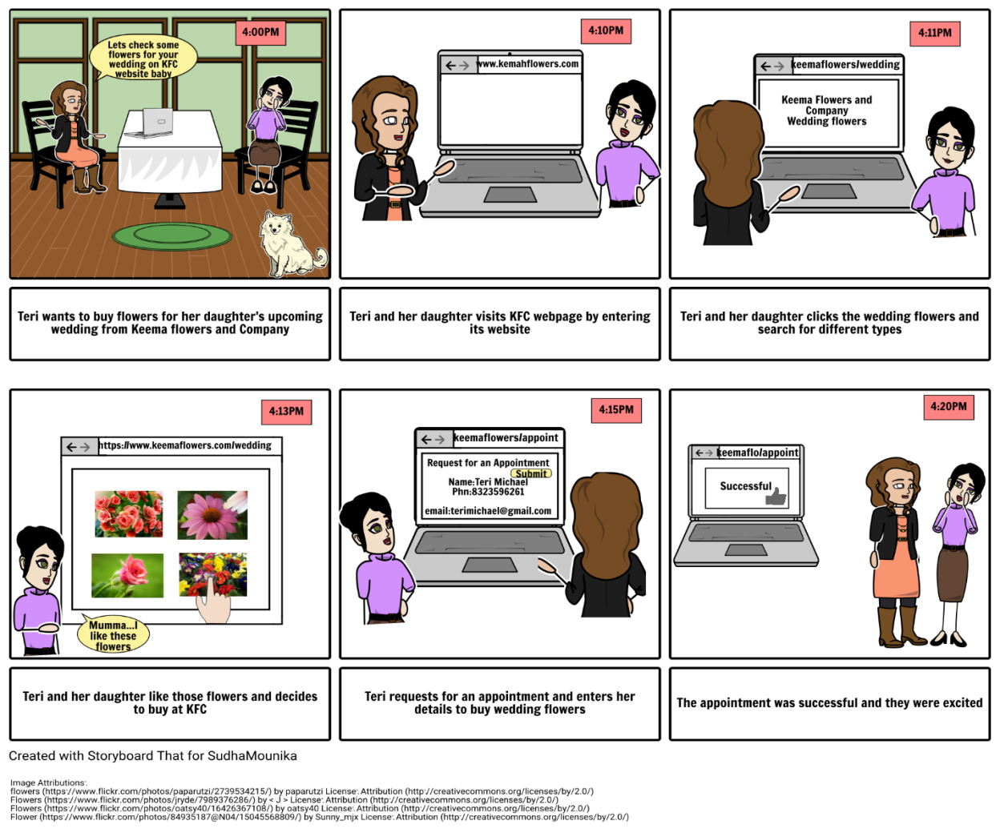 4:00PM
Lets check some
flowers for your
wedding on KFC
website baby
4:10PM
www.kemahflowers.com
4:11PM
keemaflowers/wedding
Keema Flowers and
Company
Wedding flowers
Teri wants to buy flowers for her daughter's upcoming
wedding from Keema flowers and Company
Teri and her daughter visits KFC webpage by entering
its website
Teri and her daughter clicks the wedding flowers and
search for different types
4:13PM
https://www.keemaflowers.com/wedding
Mumma...I
like these
flowers
4:15PM
keemaflowers/appoint
Request for an Appointment
Submit
Name:Teri Michael
Phn:8323596261
email:terimichael@gmail.com
4:20PM
keemaflo/appoint
Successful
Teri and her daughter like those flowers and decides
to buy at KFC
Teri requests for an appointment and enters her
details to buy wedding flowers
The appointment was successful and they were excited
Created with Storyboard That for SudhaMounika
Image Attributions:
flowers (https://www.flickr.com/photos/paparutzi/2739534215/) by paparutzi License: Attribution (http://creativecommons.org/licenses/by/2.0/)
Flowers (https://www.flickr.com/photos/jryde/7989376286/) by < J > License: Attribution (http://creativecommons.org/licenses/by/2.0/)
Flowers (https://www.flickr.com/photos/oatsy40/16426367108/) by oatsy40 License: Attribution (http://creativecommons.org/licenses/by/2.0/)
Flower (https://www.flickr.com/photos/84935187@N04/15045568809/) by Sunny_mjx License: Attribution (http://creativecommons.org/licenses/by/2.0/)